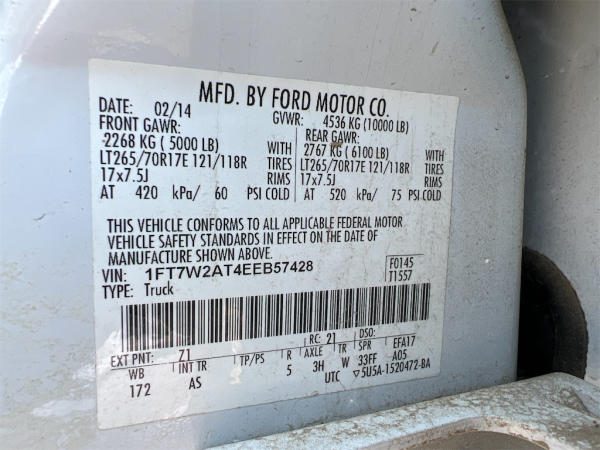 MFD. BY FORD MOTOR CO.
DATE: 02/14 GVWR: 4536 KG (10000 LB)
FRONT GAWR: REAR GAWR:
2268 KG ( 5000 LB) WITH 2767 KG ( 6100 LB) WITH
LT265/70R17E 121/118R TIRES LT265/70R17E 121/118R TIRES
17x7.5J RIMS 17x7.5J RIMS
AT 420 kPa/ 60 PSI COLD AT 520 kPa/ 75 PSI COLD
THIS VEHICLE CONFORMS TO ALL APPLICABLE FEDERAL MOTOR
VEHICLE SAFETY STANDARDS IN EFFECT ON THE DATE OF
MANUFACTURE SHOWN ABOVE.
VIN: 1FT7W2AT4EEB57428 F0145
TYPE: Truck T1557
EXT PNT: Z1 RC: 21 DSO:
WB INT TR TP/PS R AXLE TR SPR EFA17
172 AS 5 3H W 33FF A05
UTC ▽5U5A-1520472-BA